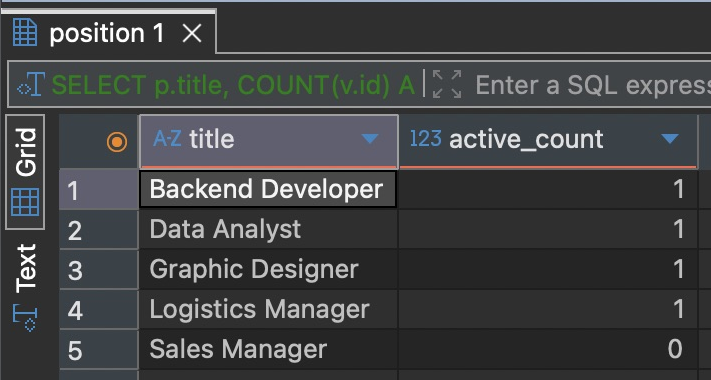 position 1
SELECT p.title, COUNT(v.id) A Enter a SQL express
Grid
Text
A-Z title 123 active_count
1 Backend Developer 1
2 Data Analyst 1
3 Graphic Designer 1
4 Logistics Manager 1
5 Sales Manager 0